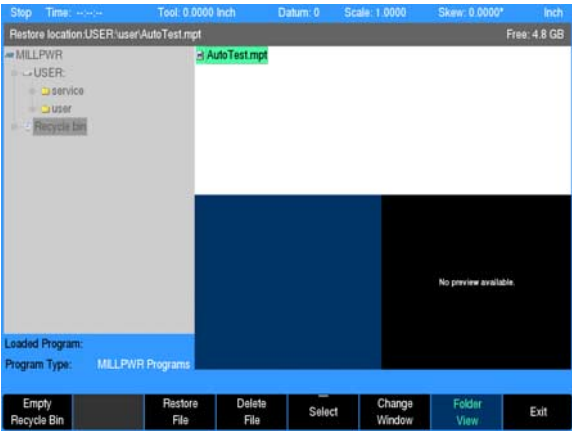 Stop Time: --:--:-- Tool: 0.0000 Inch Datum: 0 Scale: 1.0000 Skew: 0.0000° Inch
Restore location:USER:\user\AutoTest.mpt Free: 4.8 GB
MILLPWR
USER:
service
user
Recycle bin
AutoTest.mpt
No preview available.
Loaded Program:
Program Type: MILLPWR Programs
Empty Recycle Bin
Restore File
Delete File
Select
Change Window
Folder View
Exit